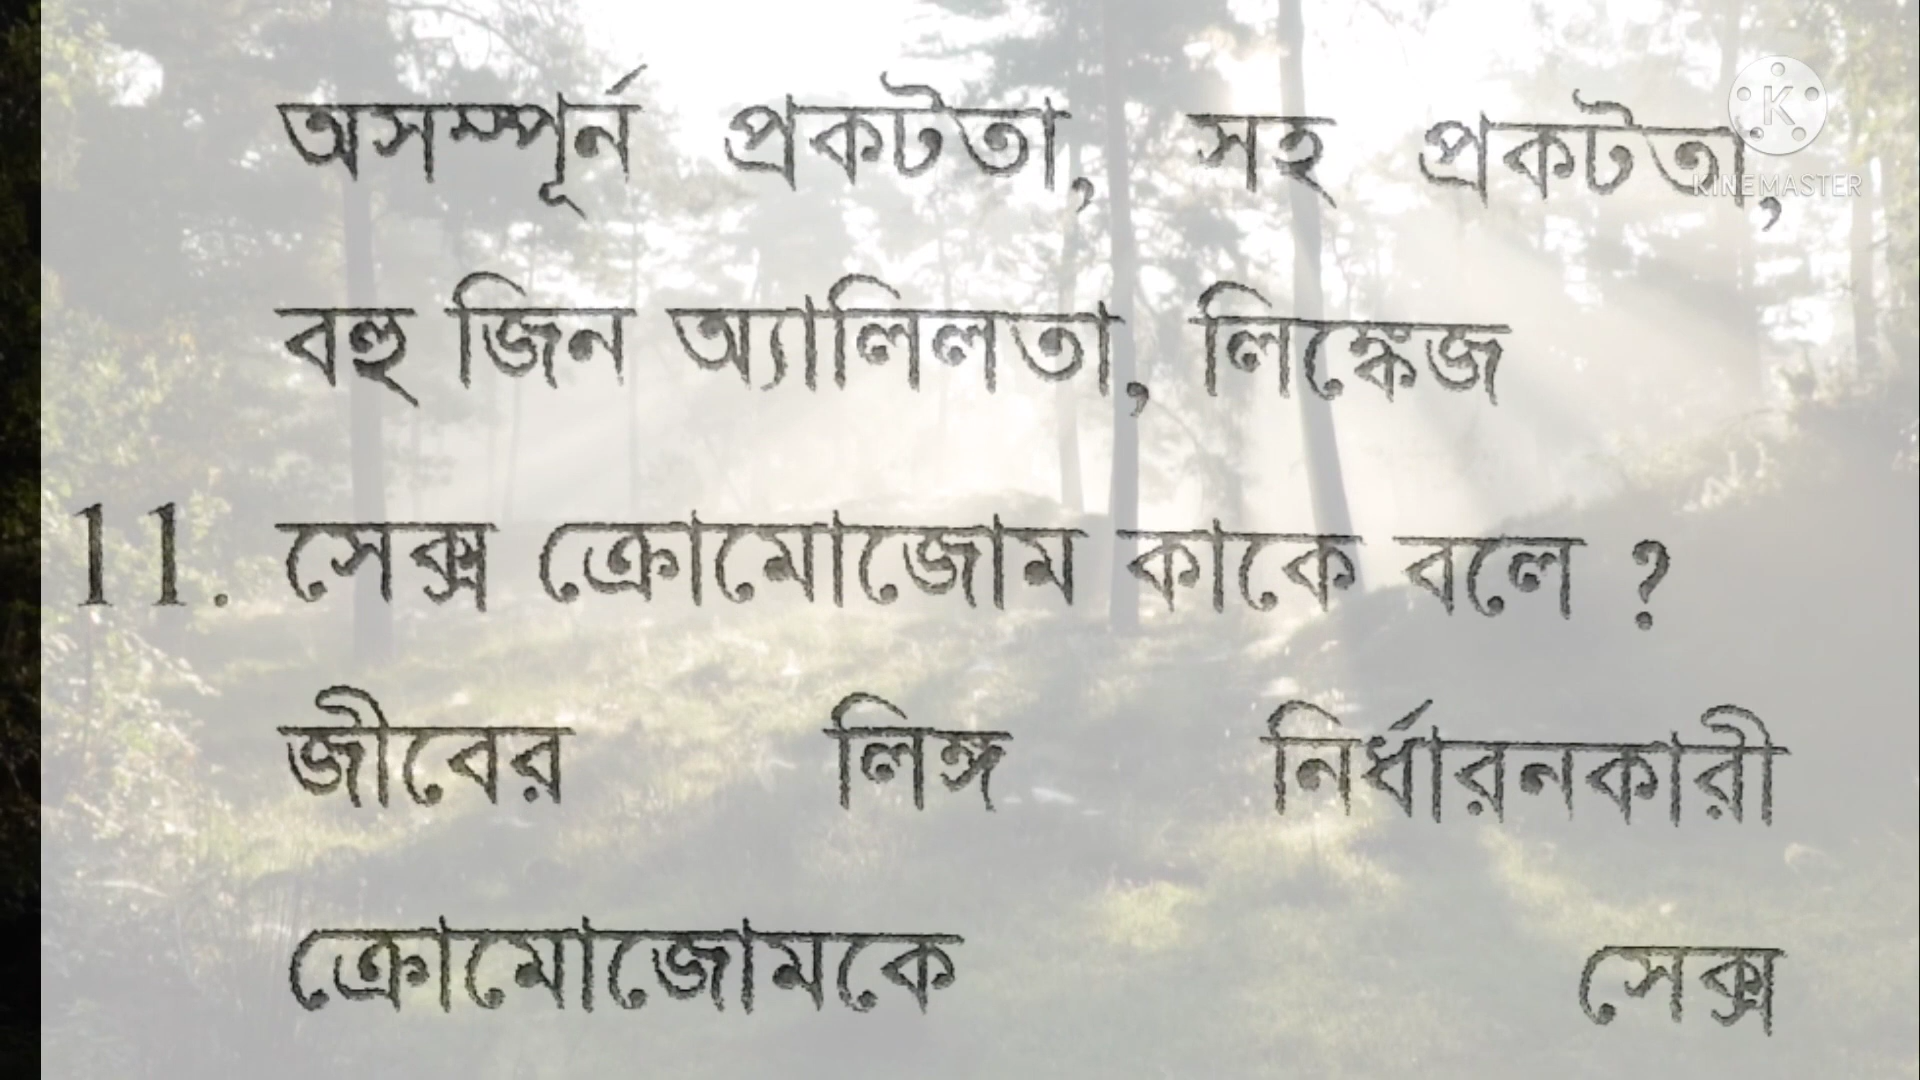 অসম্পূর্ন প্রকটতা, সহ প্রকটতা,
KINEMASTER
বহু জিন অ্যালিলতা, লিঙ্কেজ
11. সেক্স ক্রোমোজোম কাকে বলে ?
জীবের লিঙ্গ নির্ধারনকারী
ক্রোমোজোমকে সেক্স